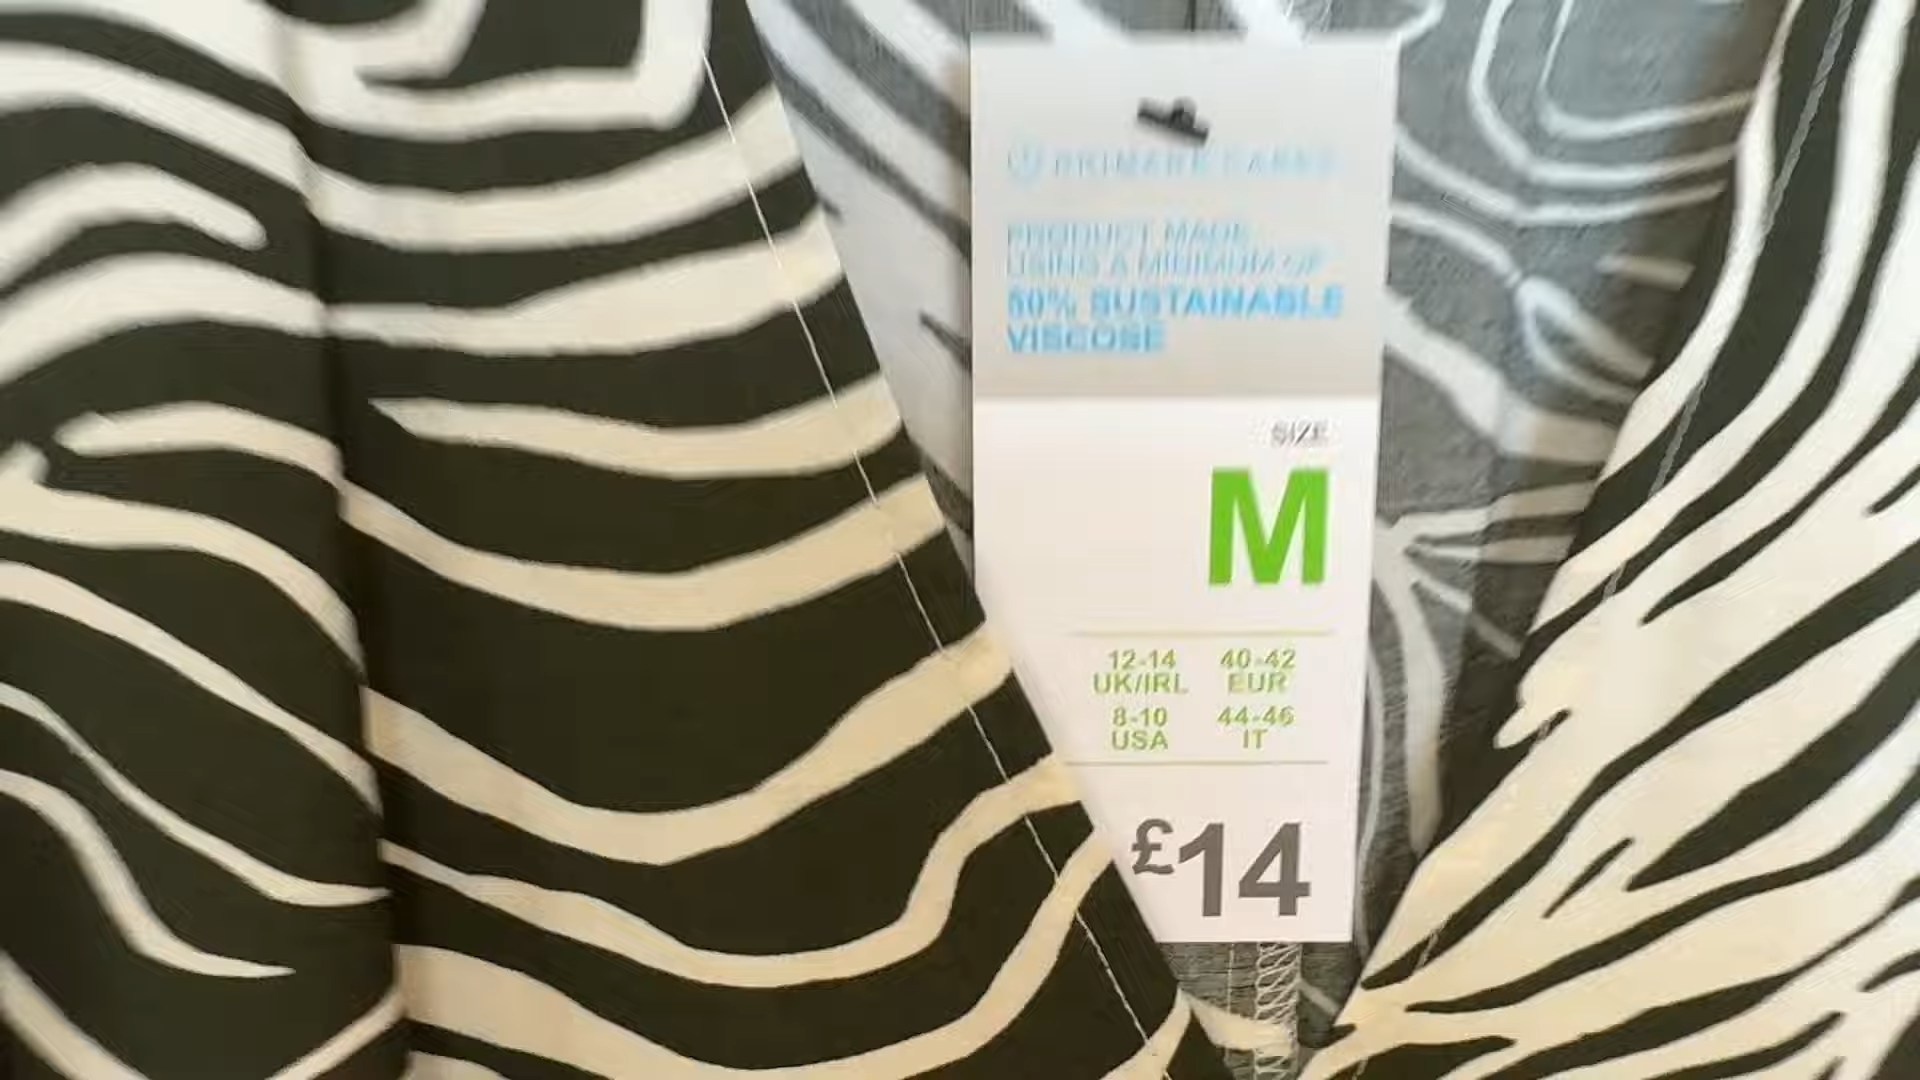 PRIMARK CARES
PRODUCT MADE
USING A MINIMUM OF
50% SUSTAINABLE
VISCOSE
SIZE
M
12-14 40-42
UK/IRL EUR
8-10 44-46
USA IT
£14